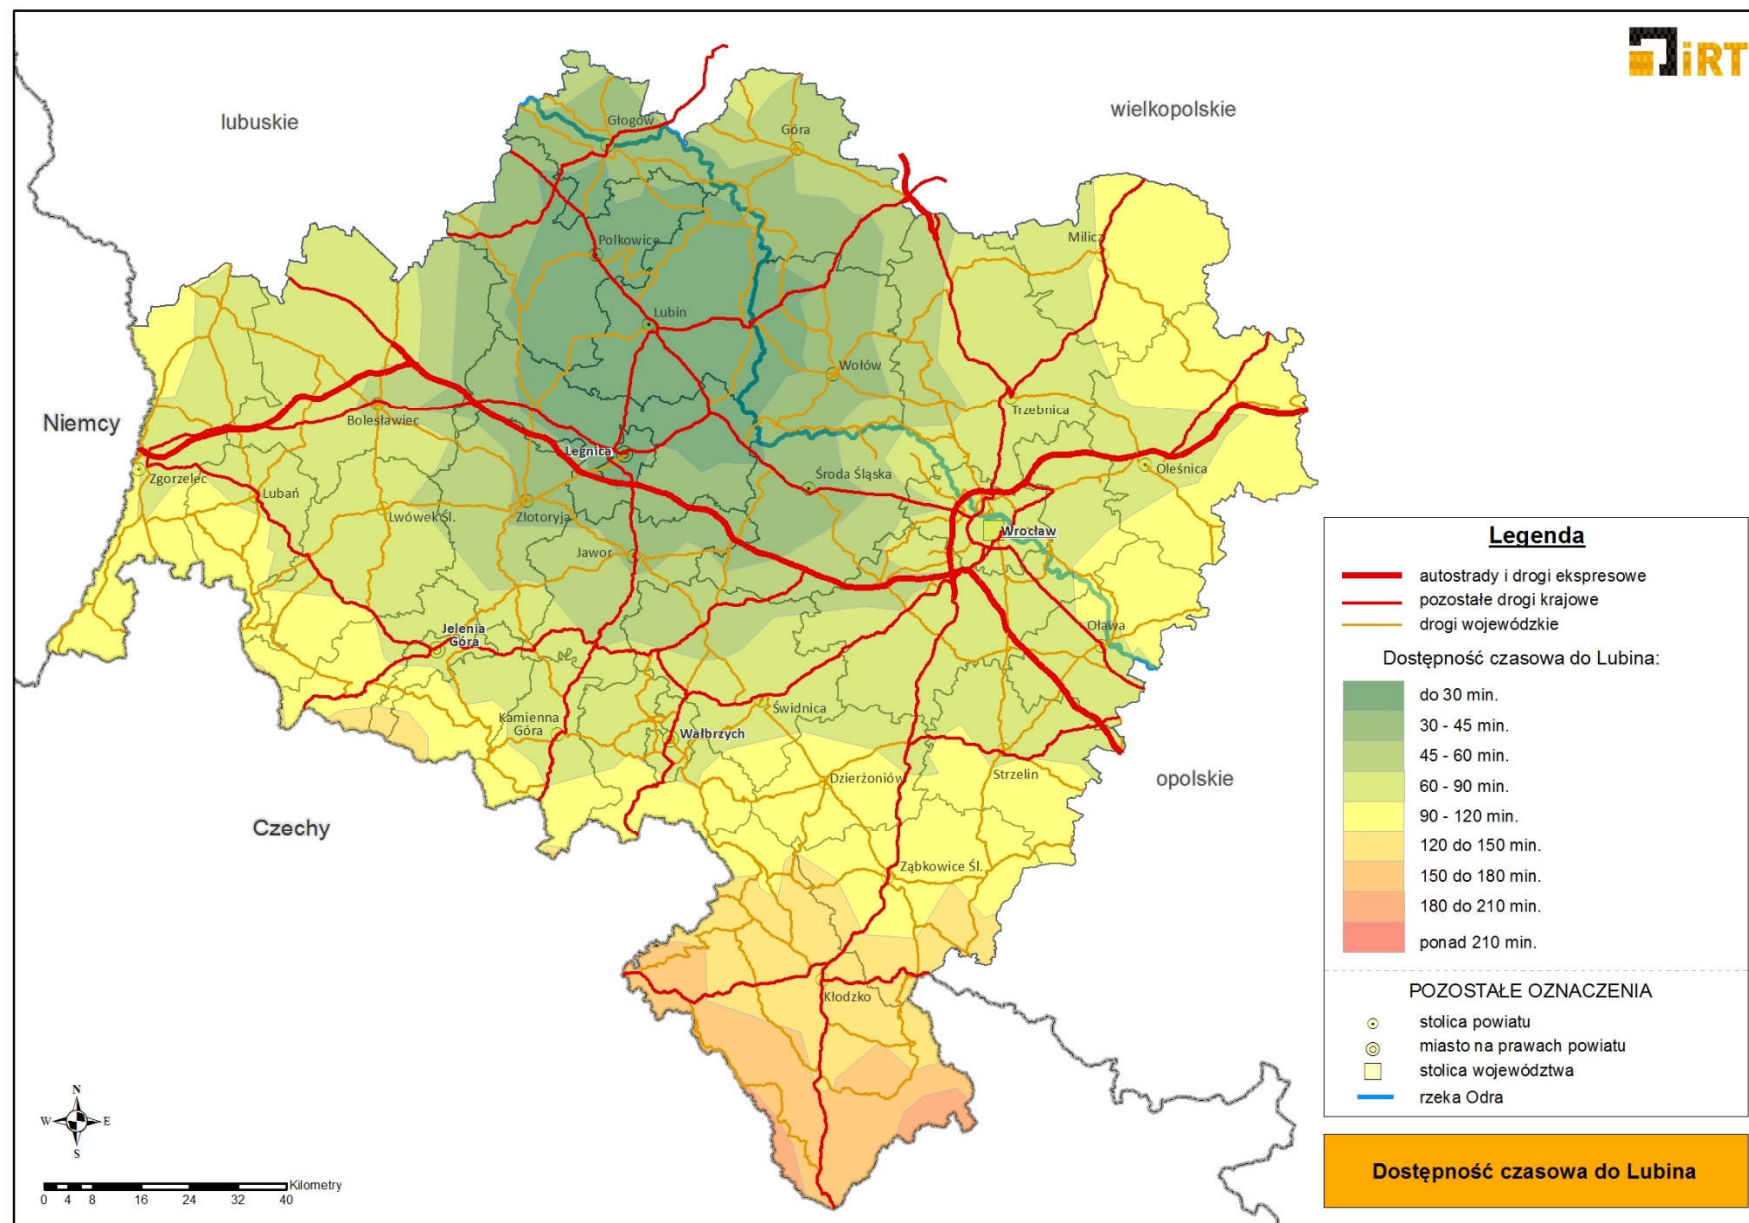 iRT
lubuskie
wielkopolskie
Głogów
Góra
Polkowice
Milicz
Lubin
Wołów
Niemcy
Bolesławiec
Trzebnica
Legnica
Zgorzelec
Środa Śląska
Oleśnica
Lubań
Lwówek Śl.
Złotoryja
Wrocław
Jawor
Jelenia
Góra
Oława
Kamienna
Góra
Świdnica
Wałbrzych
Dzierżoniów
Strzelin
opolskie
Czechy
Ząbkowice Śl.
Kłodzko
Legenda
autostrady i drogi ekspresowe
pozostałe drogi krajowe
drogi wojewódzkie
Dostępność czasowa do Lubina:
do 30 min.
30 - 45 min.
45 - 60 min.
60 - 90 min.
90 - 120 min.
120 do 150 min.
150 do 180 min.
180 do 210 min.
ponad 210 min.
POZOSTAŁE OZNACZENIA
stolica powiatu
miasto na prawach powiatu
stolica województwa
rzeka Odra
Dostępność czasowa do Lubina
N
W E
S
Kilometry
0 4 8 16 24 32 40